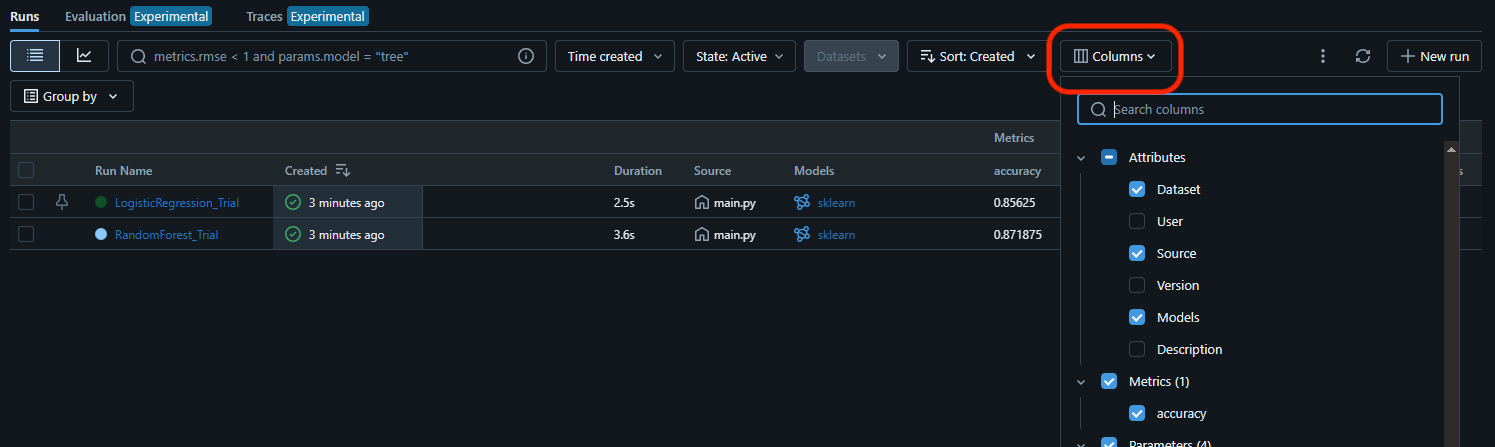 Runs Evaluation Experimental Traces Experimental
metrics.rmse < 1 and params.model = "tree" Time created State: Active Datasets Sort: Created Columns New run
Group by
Search columns
Metrics
Attributes
Run Name Created Duration Source Models accuracy
Dataset
LogisticRegression_Trial 3 minutes ago 2.5s main.py sklearn 0.85625
User
RandomForest_Trial 3 minutes ago 3.6s main.py sklearn 0.871875
Source
Version
Models
Description
Metrics (1)
accuracy
Parameters (4)